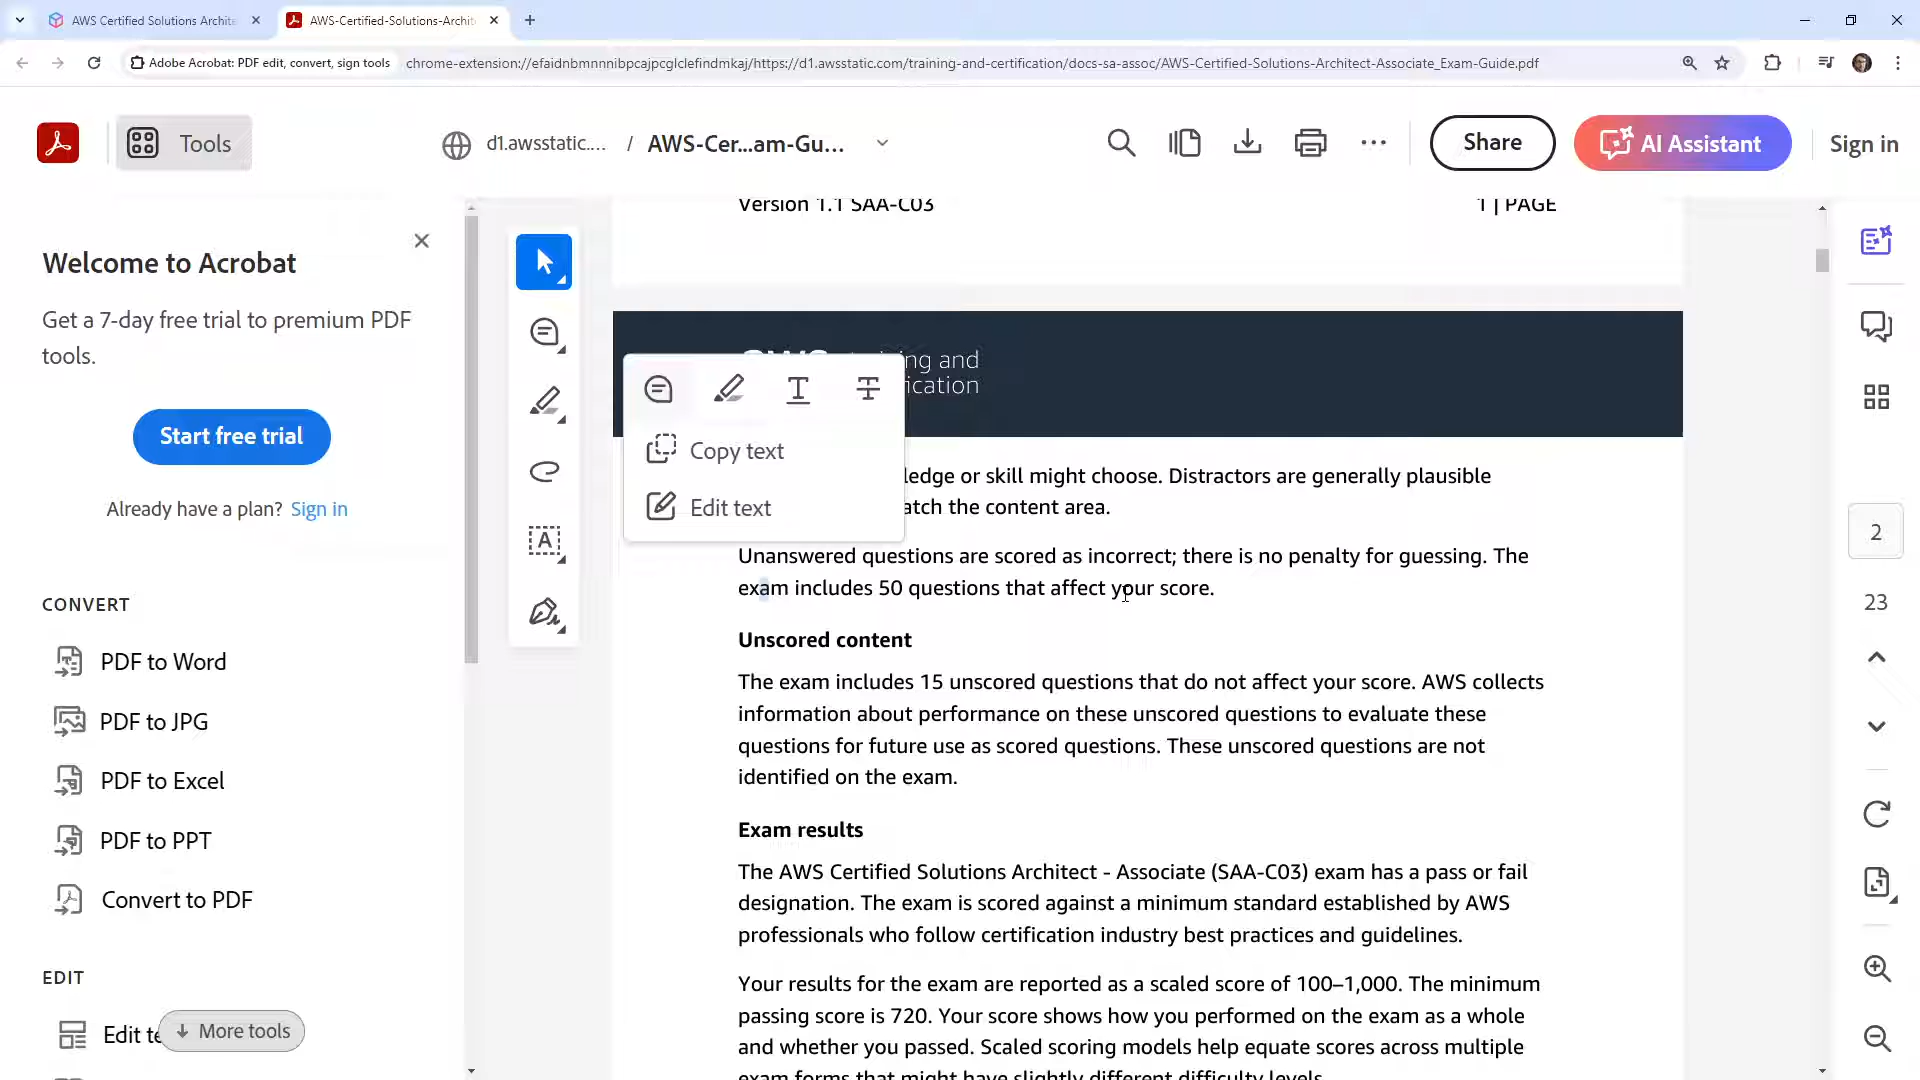 AWS Certified Solutions Archite
AWS-Certified-Solutions-Archit
Adobe Acrobat: PDF edit, convert, sign tools
chrome-extension://efaidnbmnnnibpcajpcglclefindmkaj/https://d1.awsstatic.com/training-and-certification/docs-sa-assoc/AWS-Certified-Solutions-Architect-Associate_Exam-Guide.pdf
Tools
d1.awsstatic.... / AWS-Cer...am-Gu...
Share
AI Assistant
Sign in
Welcome to Acrobat
Get a 7-day free trial to premium PDF
tools.
Start free trial
Already have a plan? Sign in
CONVERT
PDF to Word
PDF to JPG
PDF to Excel
PDF to PPT
Convert to PDF
EDIT
Edit te
More tools
Version 1.1 SAA-C03 1 | PAGE
ng and
ication
Copy text
Edit text
ledge or skill might choose. Distractors are generally plausible
atch the content area.
Unanswered questions are scored as incorrect; there is no penalty for guessing. The
exam includes 50 questions that affect your score.
Unscored content
The exam includes 15 unscored questions that do not affect your score. AWS collects
information about performance on these unscored questions to evaluate these
questions for future use as scored questions. These unscored questions are not
identified on the exam.
Exam results
The AWS Certified Solutions Architect - Associate (SAA-C03) exam has a pass or fail
designation. The exam is scored against a minimum standard established by AWS
professionals who follow certification industry best practices and guidelines.
Your results for the exam are reported as a scaled score of 100–1,000. The minimum
passing score is 720. Your score shows how you performed on the exam as a whole
and whether you passed. Scaled scoring models help equate scores across multiple
exam forms that might have slightly different difficulty levels.
2
23